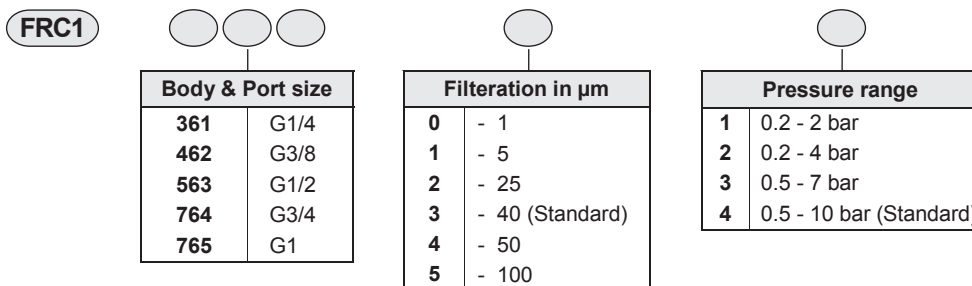 FRC1
Body & Port size
361 G1/4
462 G3/8
563 G1/2
764 G3/4
765 G1
Filteration in µm
0 - 1
1 - 5
2 - 25
3 - 40 (Standard)
4 - 50
5 - 100
Pressure range
1 0.2 - 2 bar
2 0.2 - 4 bar
3 0.5 - 7 bar
4 0.5 - 10 bar (Standard)